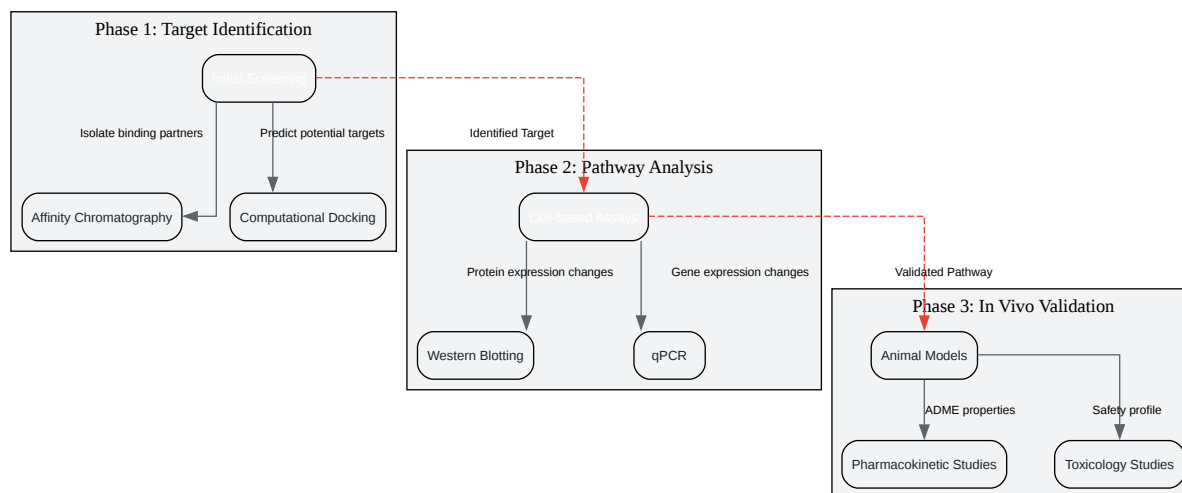 Phase 1: Target Identification
Initial Screening
Isolate binding partners
Predict potential targets
Identified Target
Affinity Chromatography
Computational Docking
Phase 2: Pathway Analysis
Cell-based Assays
Protein expression changes
Gene expression changes
Validated Pathway
Western Blotting
qPCR
Phase 3: In Vivo Validation
Animal Models
ADME properties
Safety profile
Pharmacokinetic Studies
Toxicology Studies